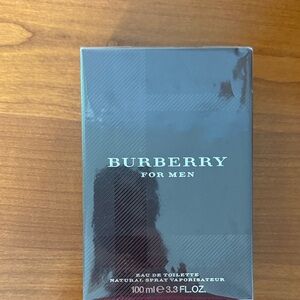 BURBERRY
FOR MEN
EAU DE TOILETTE
NATURAL SPRAY VAPORISATEUR
100 ml ℮ 3.3 FL.OZ.